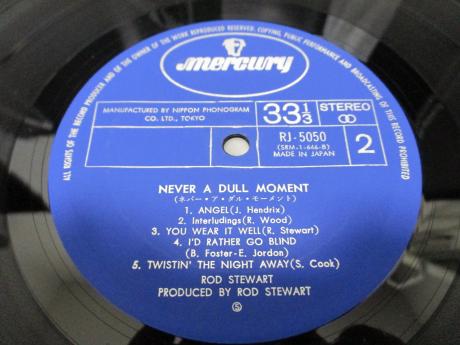 ALL RIGHTS OF THE RECORD PRODUCER AND OF THE OWNER OF THE WORK REPRODUCED RESERVED. COPYING, PUBLIC PERFORMANCE AND BROADCASTING OF THIS RECORD PROHIBITED
mercury
MANUFACTURED BY NIPPON PHONOGRAM
CO. LTD., TOKYO
33 1/3
STEREO
RJ-5050
(SRM-1-646-B)
MADE IN JAPAN
2
NEVER A DULL MOMENT
(ネバー・ア・ダル・モーメント)
1. ANGEL(J. Hendrix)
2. Interludings(R. Wood)
3. YOU WEAR IT WELL(R. Stewart)
4. I'D RATHER GO BLIND
(B. Foster-E. Jordon)
5. TWISTIN' THE NIGHT AWAY(S. Cook)
ROD STEWART
PRODUCED BY ROD STEWART
S